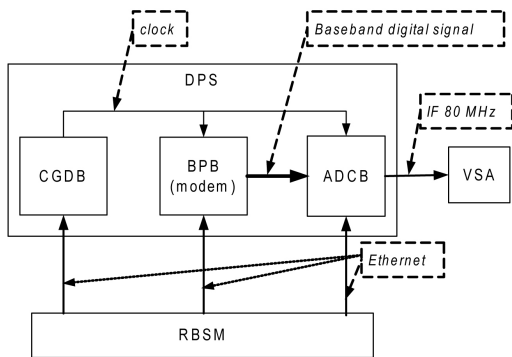 clock
Baseband digital signal
DPS
IF 80 MHz
CGDB
BPB
(modem)
ADCB
VSA
Ethernet
RBSM